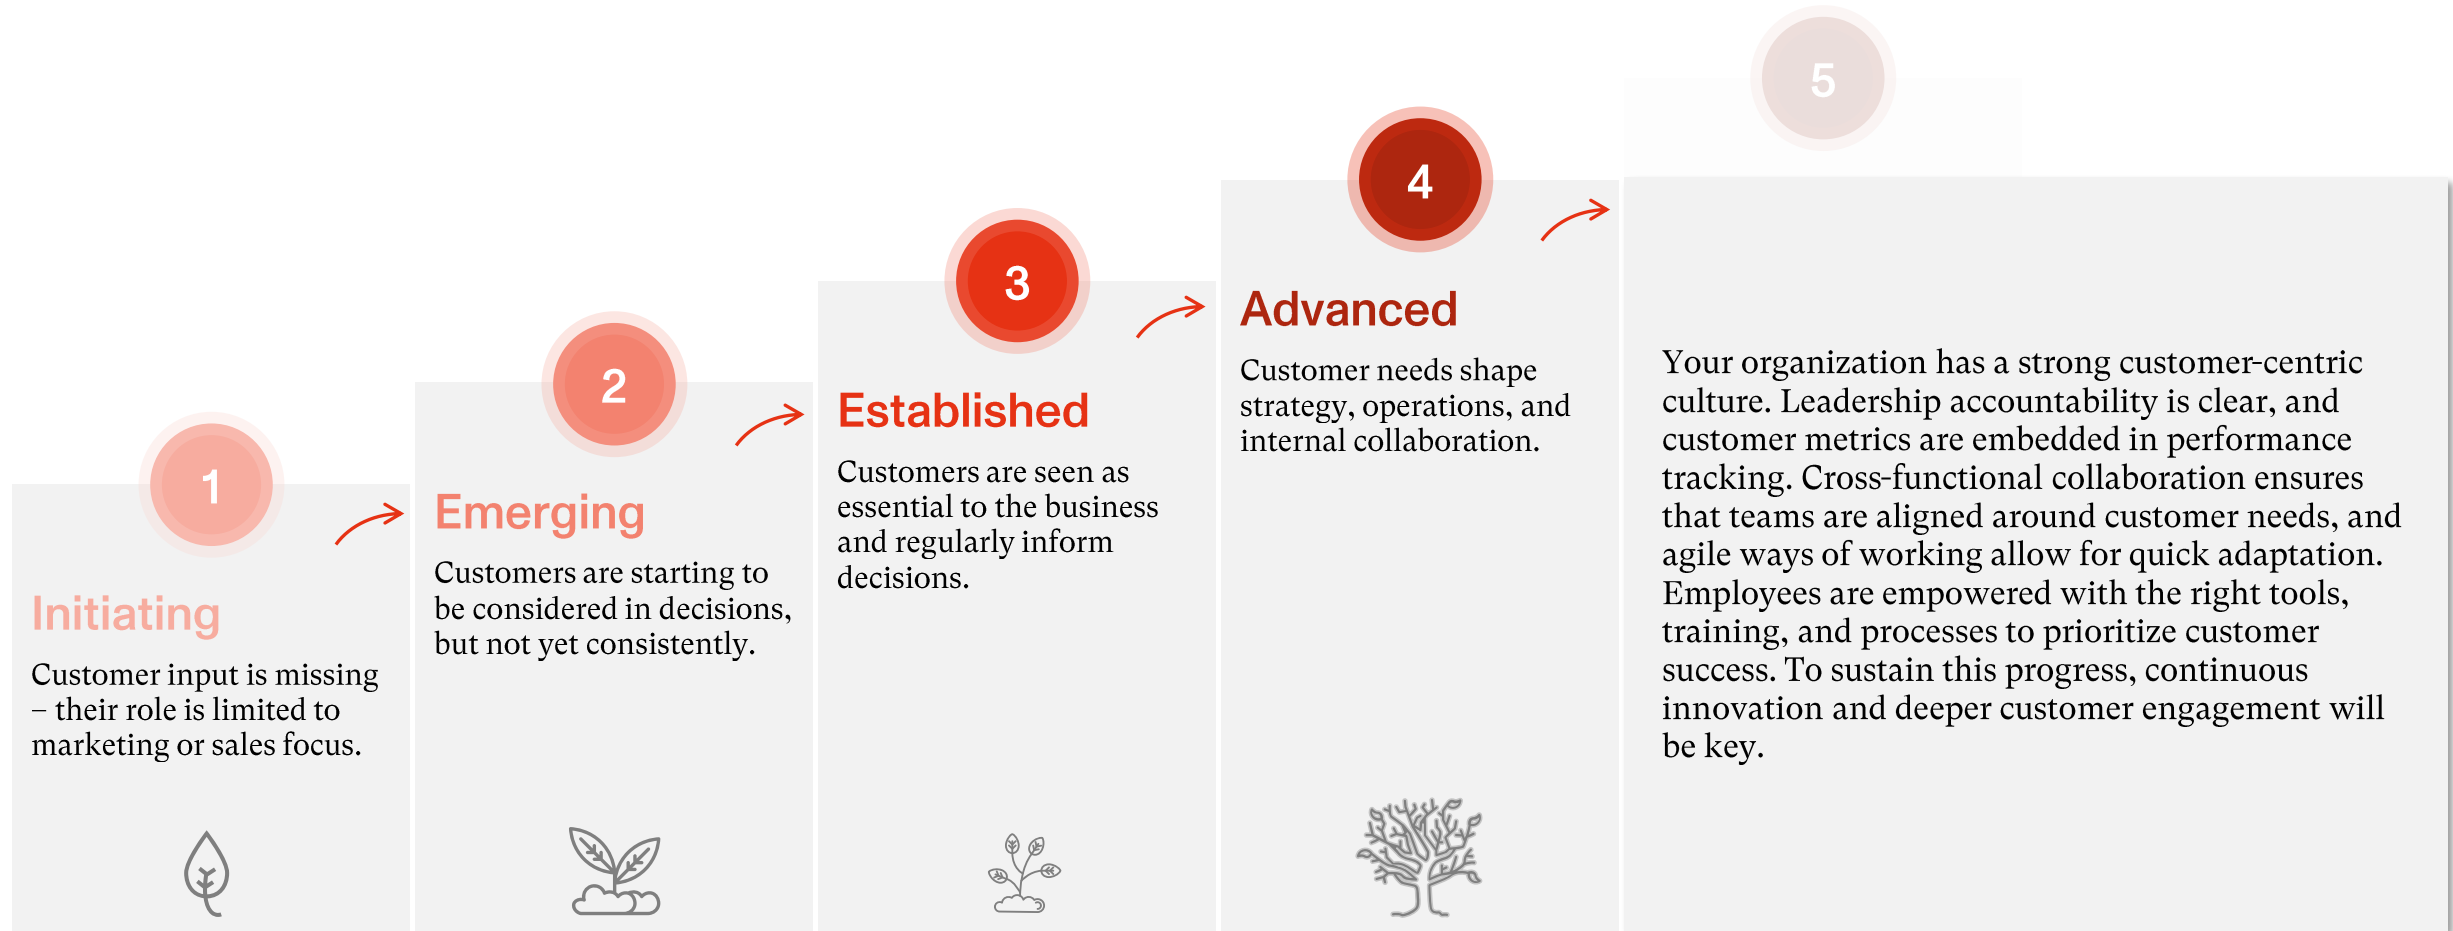 1
Initiating
Customer input is missing
– their role is limited to
marketing or sales focus.
2
Emerging
Customers are starting to
be considered in decisions,
but not yet consistently.
3
Established
Customers are seen as
essential to the business
and regularly inform
decisions.
4
Advanced
Customer needs shape
strategy, operations, and
internal collaboration.
5
Your organization has a strong customer-centric
culture. Leadership accountability is clear, and
customer metrics are embedded in performance
tracking. Cross-functional collaboration ensures
that teams are aligned around customer needs, and
agile ways of working allow for quick adaptation.
Employees are empowered with the right tools,
training, and processes to prioritize customer
success. To sustain this progress, continuous
innovation and deeper customer engagement will
be key.